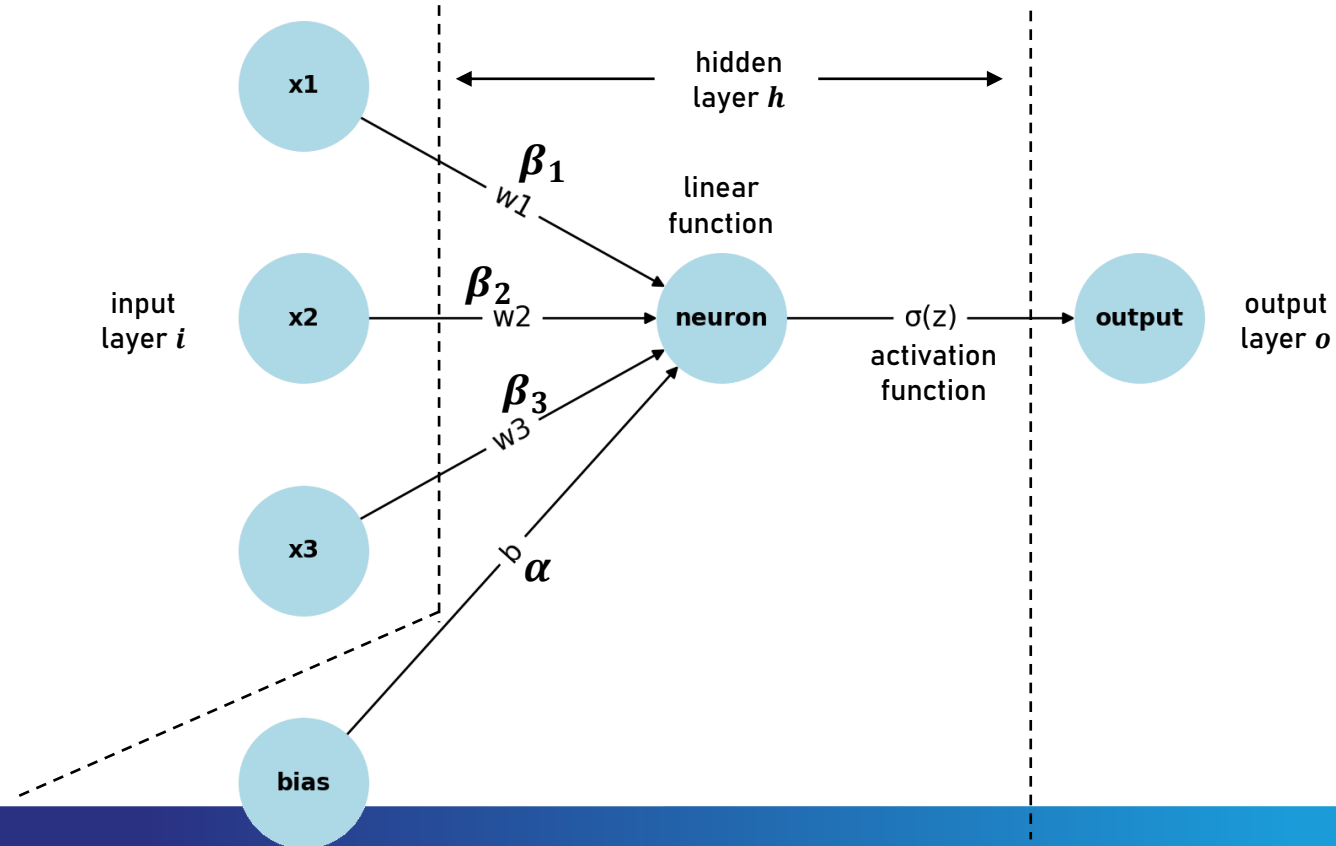 x1
hidden
layer h
β1
w1
linear
function
input
layer i
x2
β2
w2
neuron
σ(z)
activation
function
output
output
layer o
β3
w3
x3
b
α
bias